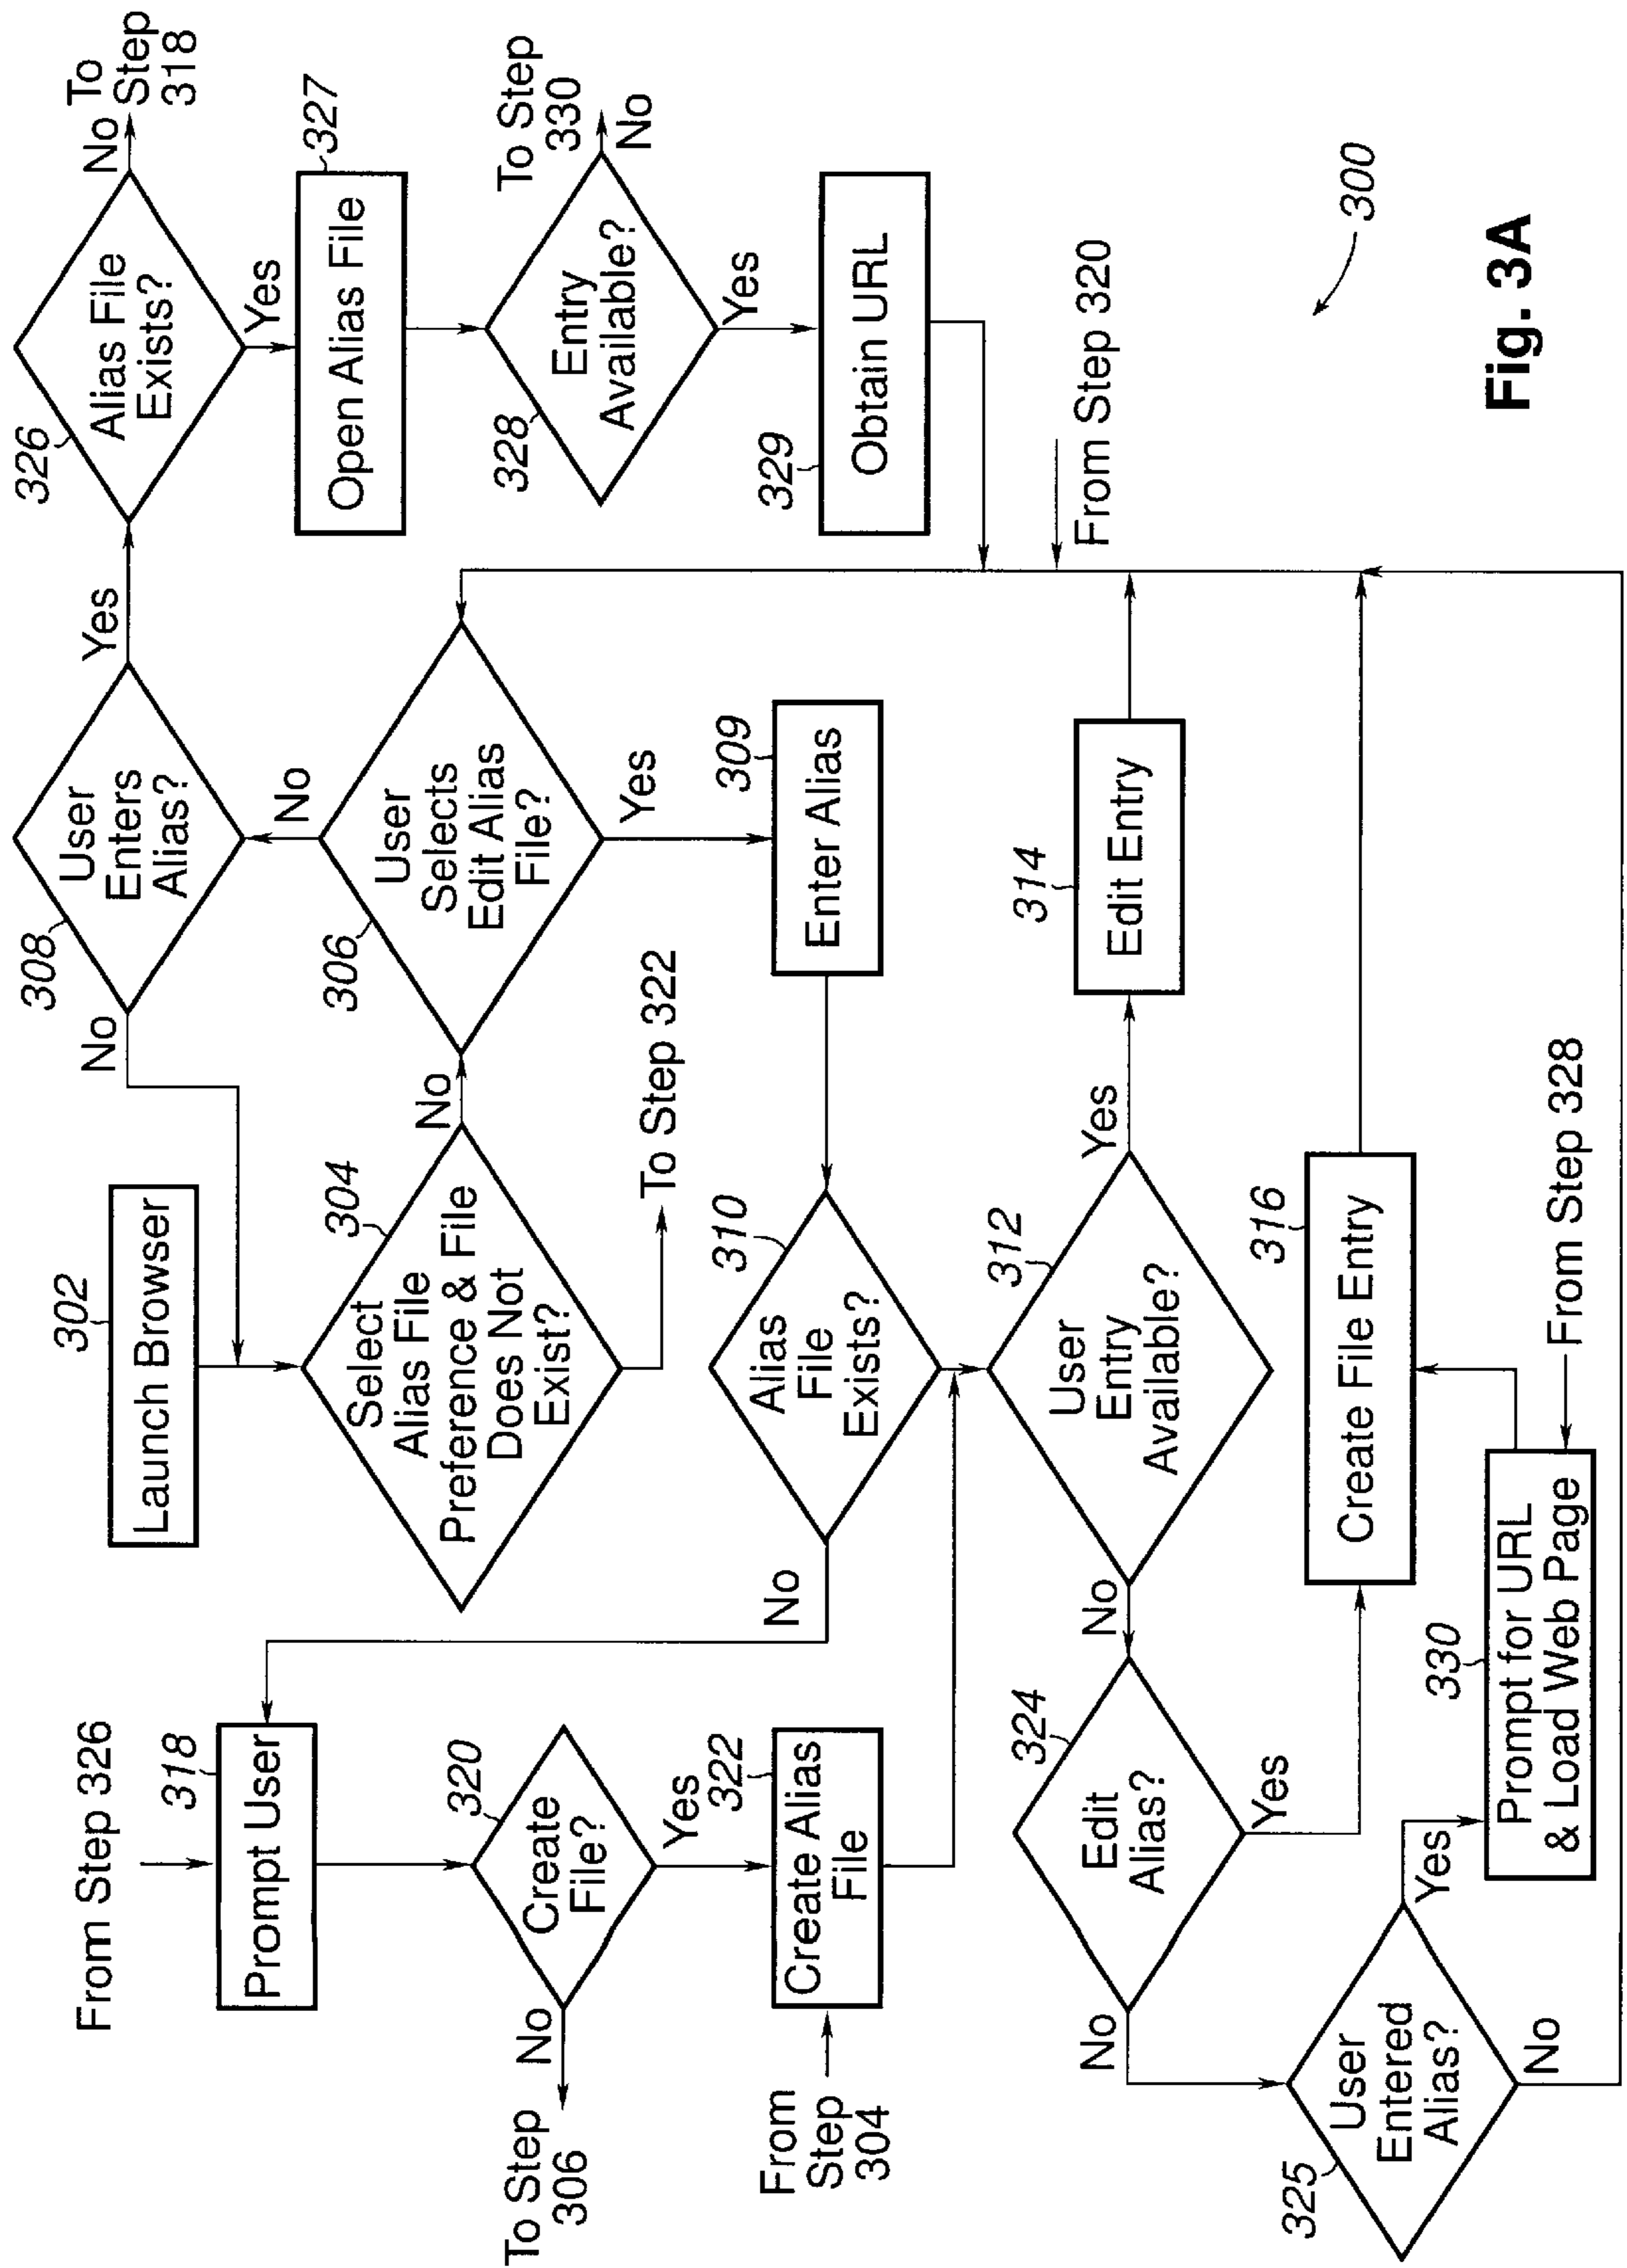 From Step 326
318
Prompt User
320
Create
File?
No
To Step
306
Yes
322
Create Alias
File
From
Step
304
302
Launch Browser
304
Select
Alias File
Preference & File
Does Not
Exist?
No
To Step 322
308
User
Enters
Alias?
No
Yes
306
User
Selects
Edit Alias
File?
No
Yes
309
Enter Alias
326
Alias File
Exists?
No
To
Step
318
Yes
327
Open Alias File
328
Entry
Available?
To Step
330
No
Yes
329
Obtain URL
From Step 320
310
Alias
File
Exists?
No
312
User
Entry
Available?
Yes
No
314
Edit Entry
324
Edit
Alias?
Yes
No
316
Create File Entry
325
User
Entered
Alias?
Yes
No
330
Prompt for URL
& Load Web Page
From Step 328
300
Fig. 3A